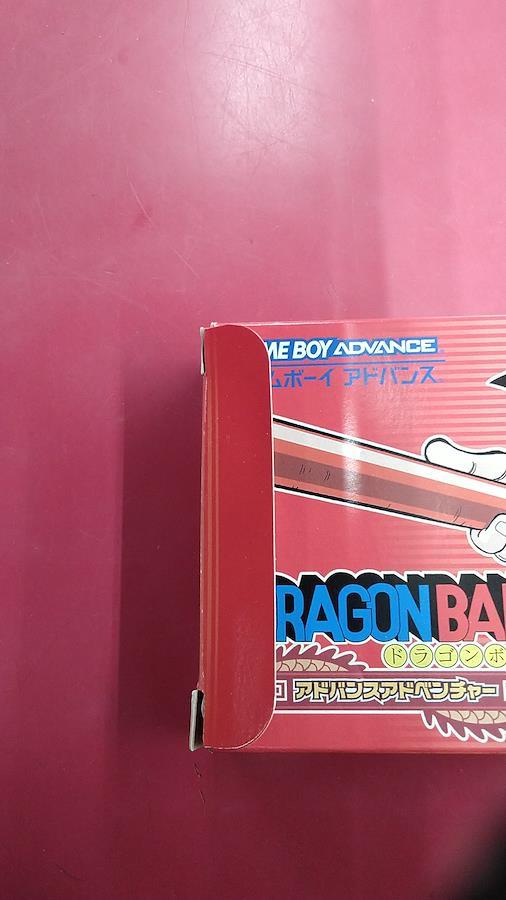 ME BOY ADVANCE
ムボーイ アドバンス
DRAGON BA
ドラゴンボ
アドバンスアドベンチャー